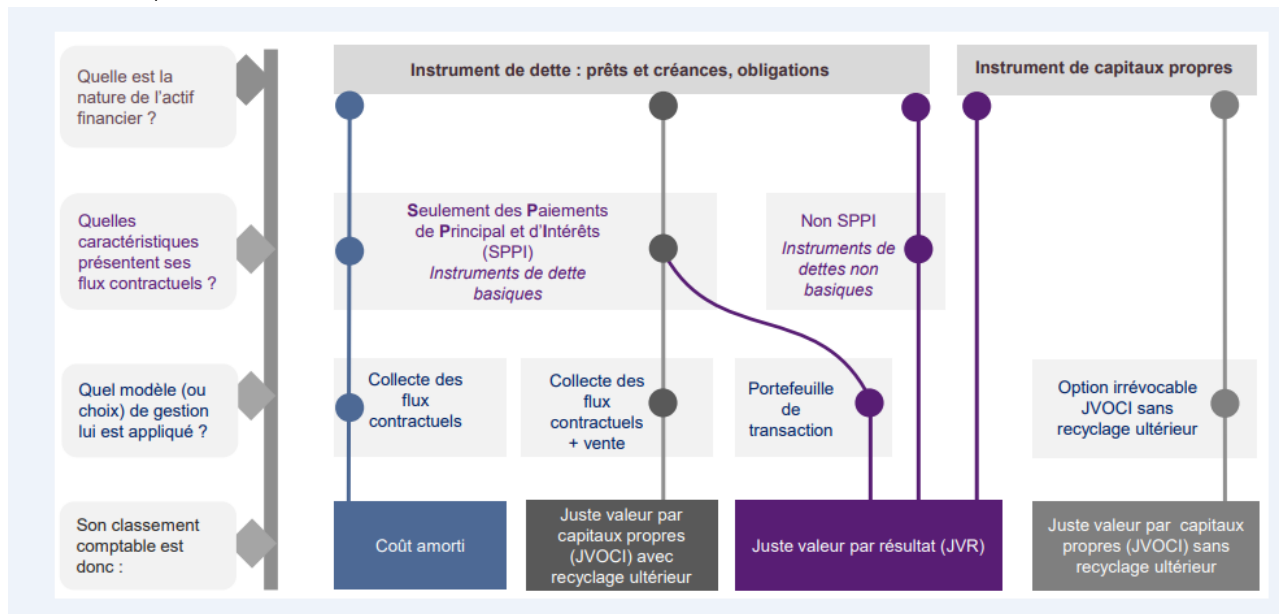 Quelle est la
nature de l'actif
financier ?
Instrument de dette : prêts et créances, obligations
Instrument de capitaux propres
Quelles
caractéristiques
présentent ses
flux contractuels ?
Seulement des Paiements
de Principal et d'Intérêts
(SPPI)
Instruments de dette
basiques
Non SPPI
Instruments de
dettes non
basiques
Quel modèle (ou
choix) de gestion
lui est appliqué ?
Collecte des
flux
contractuels
Collecte des
flux
contractuels
+ vente
Portefeuille
de
transaction
Option irrévocable
JVOCI sans
recyclage ultérieur
Son classement
comptable est
donc :
Coût amorti
Juste valeur par
capitaux propres
(JVOCI) avec
recyclage ultérieur
Juste valeur par résultat (JVR)
Juste valeur par capitaux
propres (JVOCI) sans
recyclage ultérieur